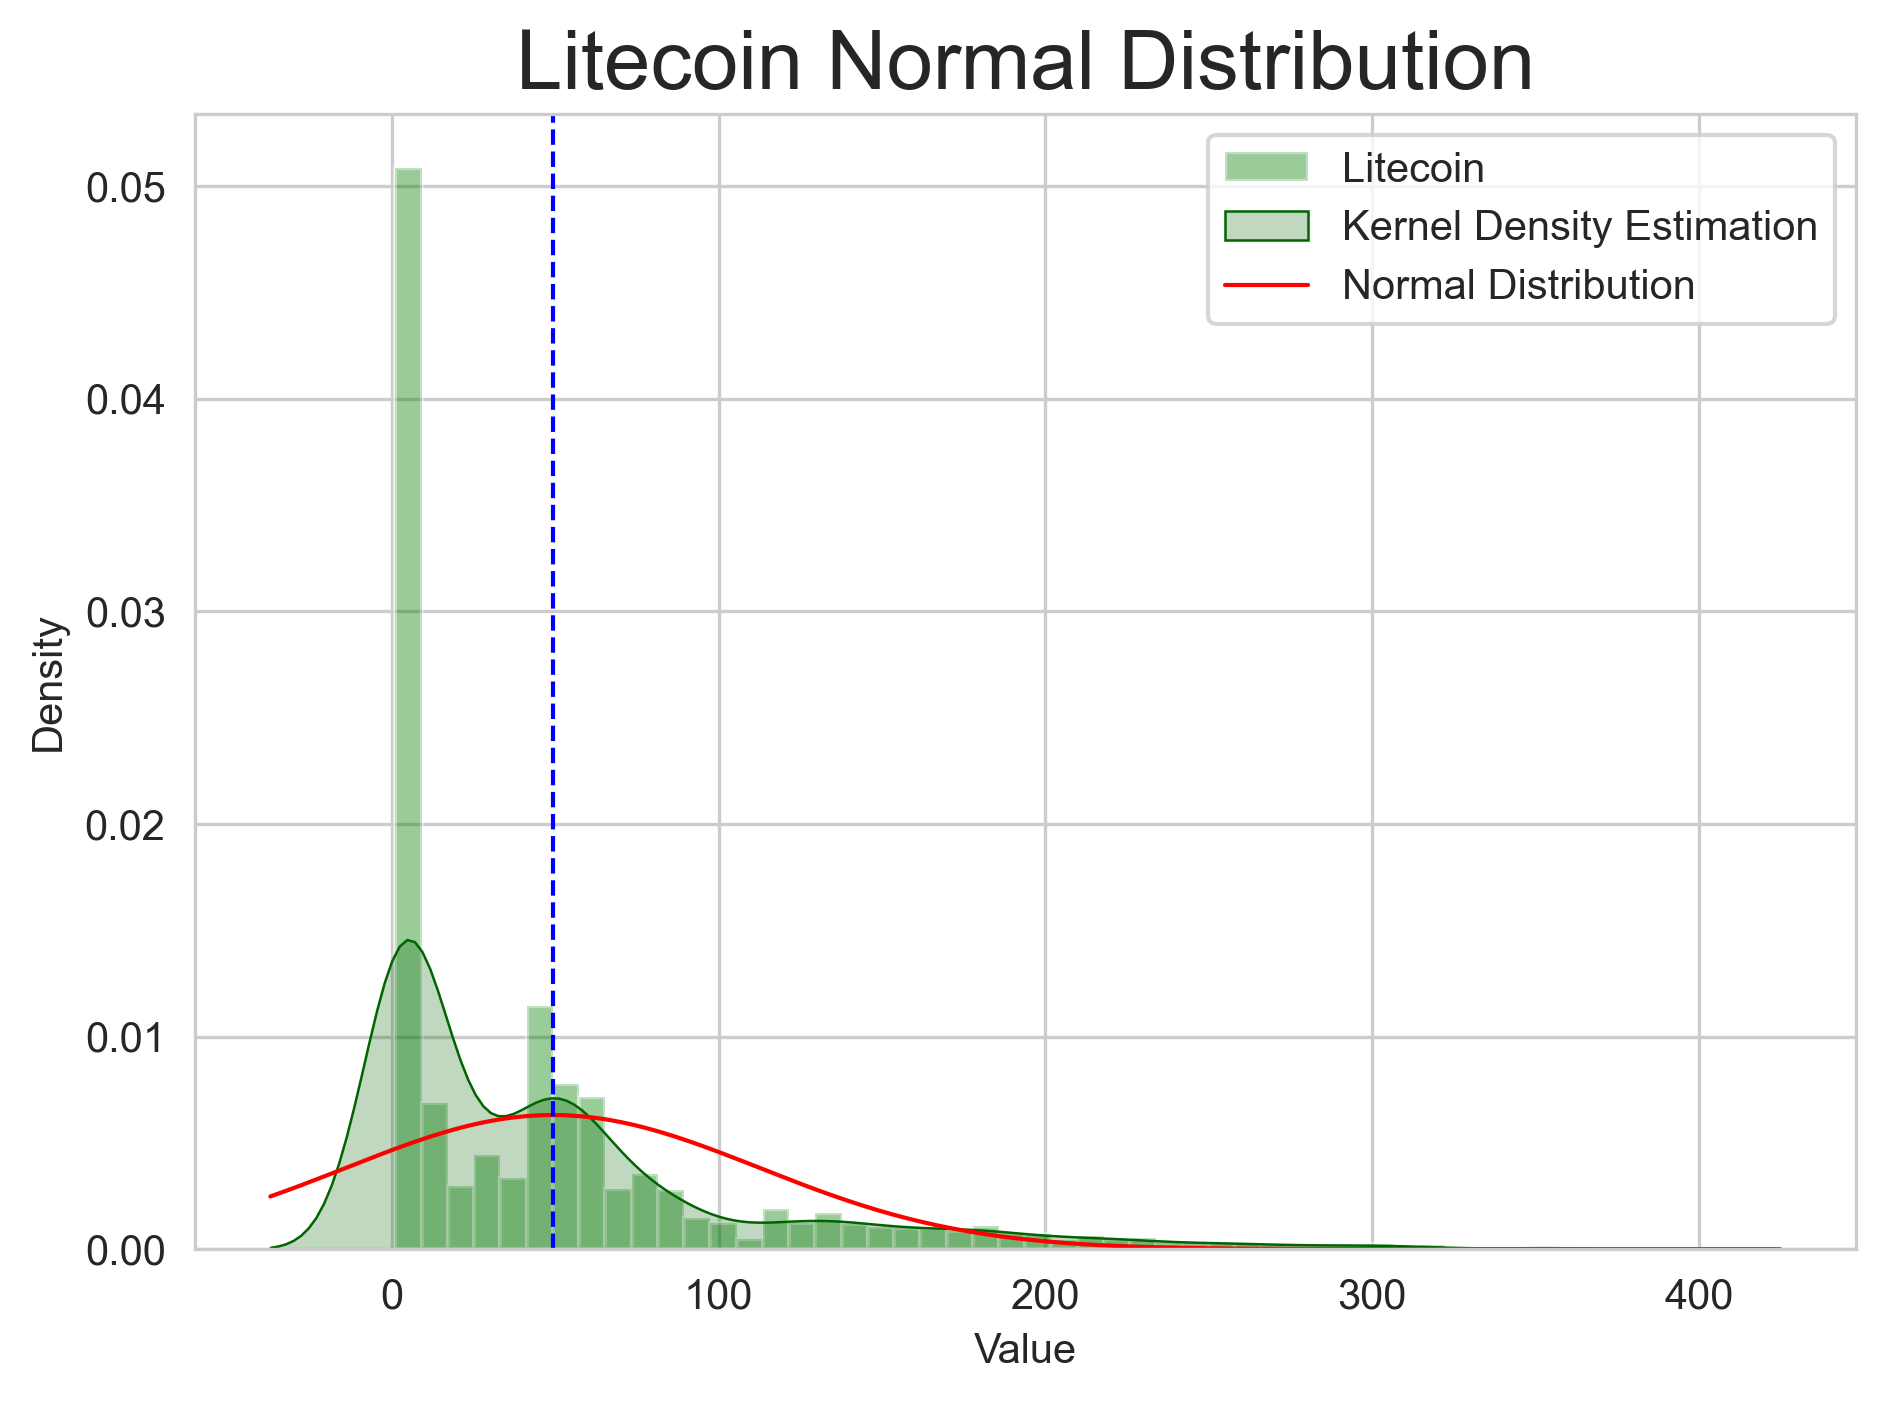 Litecoin Normal Distribution
Litecoin
Kernel Density Estimation
Normal Distribution
0.05
0.04
0.03
0.02
0.01
0.00
Density
0 100 200 300 400
Value